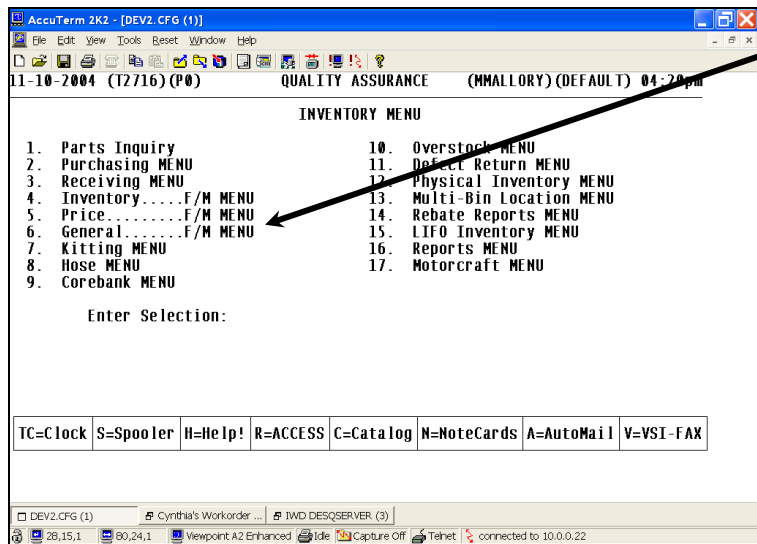 AccuTerm 2K2 - [DEV2.CFG (1)]
File Edit View Tools Reset Window Help
11-10-2004 (T2716)(P0) QUALITY ASSURANCE (MMALLORY)(DEFAULT) 04:20pm
INVENTORY MENU
1. Parts Inquiry
2. Purchasing MENU
3. Receiving MENU
4. Inventory.....F/M MENU
5. Price.........F/M MENU
6. General.......F/M MENU
7. Kitting MENU
8. Hose MENU
9. Corebank MENU
10. Overstock MENU
11. Defect Return MENU
12. Physical Inventory MENU
13. Multi-Bin Location MENU
14. Rebate Reports MENU
15. LIFO Inventory MENU
16. Reports MENU
17. Motorcraft MENU
Enter Selection:
TC=Clock S=Spooler H=Help! R=ACCESS C=Catalog N=NoteCards A=AutoMail V=VSI-FAX
DEV2.CFG (1) Cynthia's Workorder ... IWD DESQSERVER (3)
28,15,1 80,24,1 Viewpoint A2 Enhanced Idle Capture Off Telnet connected to 10.0.0.22